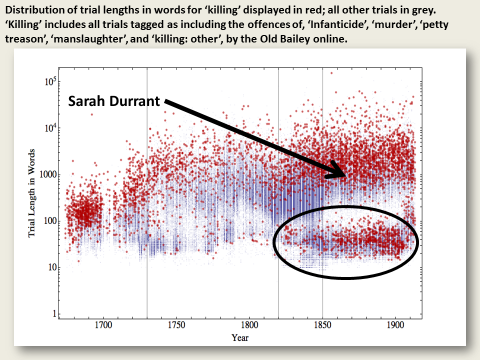 Distribution of trial lengths in words for ‘killing’ displayed in red; all other trials in grey.
‘Killing’ includes all trials tagged as including the offences of, ‘Infanticide’, ‘murder’, ‘petty
treason’, ‘manslaughter’, and ‘killing: other’, by the Old Bailey online.
Sarah Durrant
10⁵
10⁴
1000
100
10
1
Trial Length in Words
1700
1750
1800
1850
1900
Year